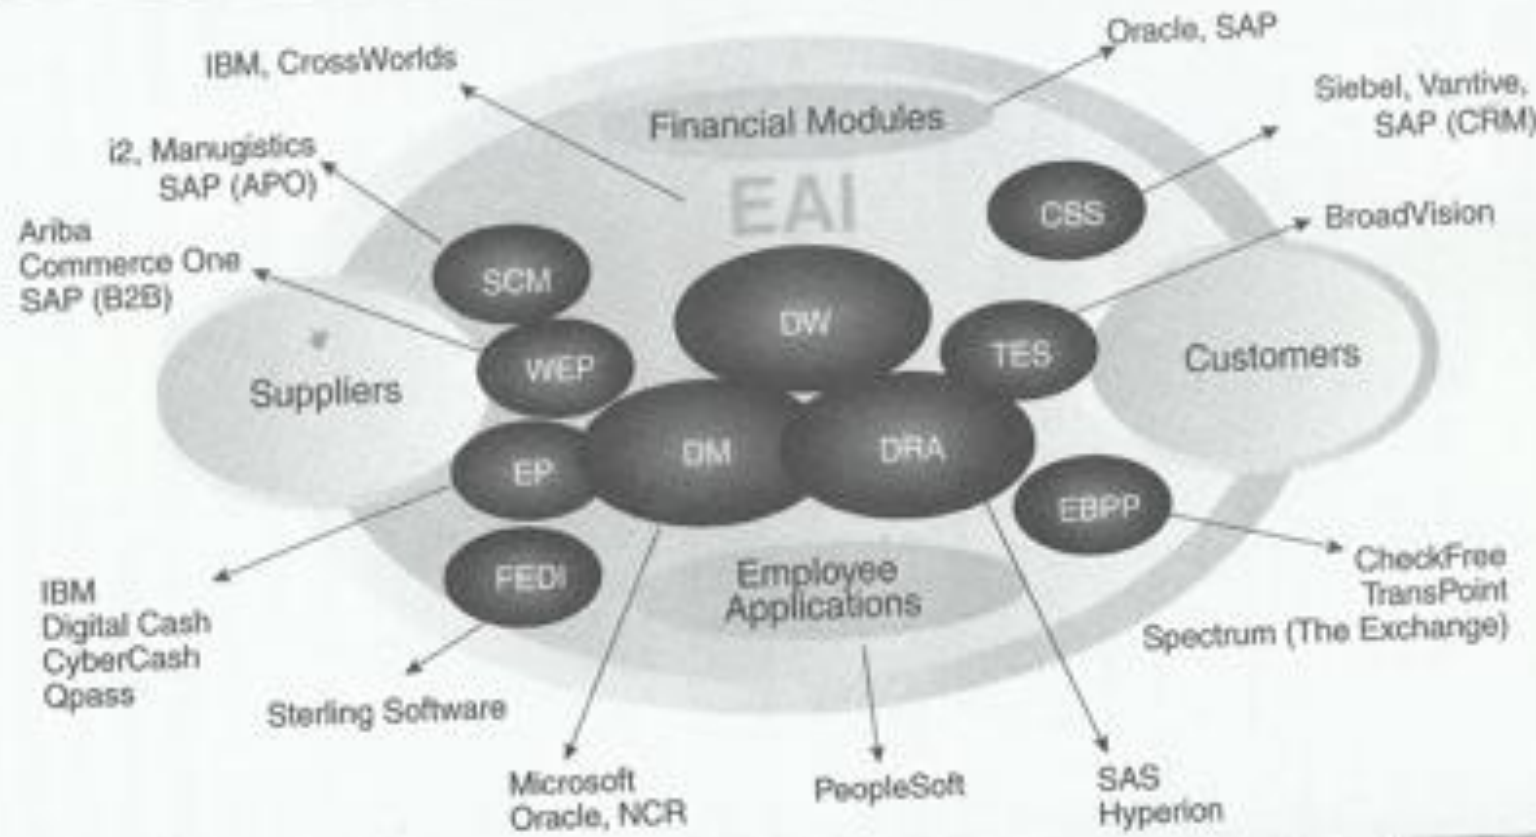 Oracle, SAP
IBM, CrossWorlds
Siebel, Vantive,
SAP (CRM)
Financial Modules
i2, Manugistics
SAP (APO)
EAI
CSS
BroadVision
Ariba
Commerce One
SAP (B2B)
SCM
DW
TES
WEP
Customers
Suppliers
DM
DRA
EP
EBPP
FEDI
Employee
Applications
CheckFree
TransPoint
Spectrum (The Exchange)
IBM
Digital Cash
CyberCash
Qpass
Sterling Software
Microsoft
Oracle, NCR
PeopleSoft
SAS
Hyperion